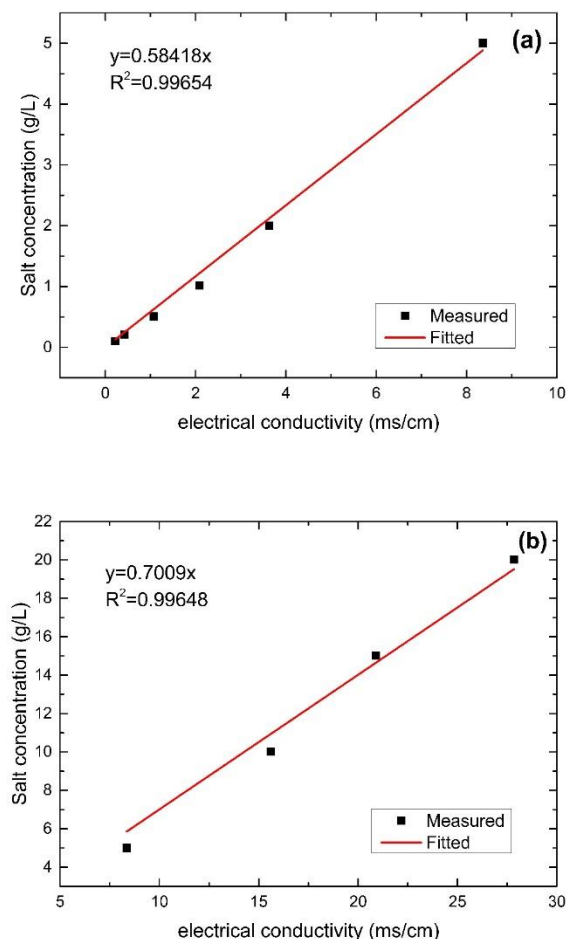 (a)
y=0.58418x
R²=0.99654
Salt concentration (g/L)
5
4
3
2
1
0
Measured
Fitted
0 2 4 6 8 10
electrical conductivity (ms/cm)
(b)
y=0.7009x
R²=0.99648
Salt concentration (g/L)
22
20
18
16
14
12
10
8
6
4
Measured
Fitted
5 10 15 20 25 30
electrical conductivity (ms/cm)